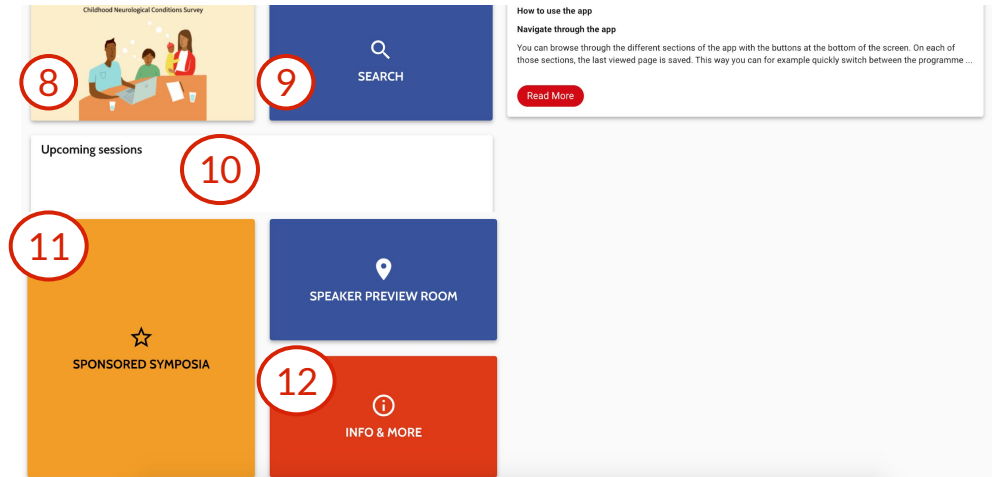 Childhood Neurological Conditions Survey
8
9
SEARCH
How to use the app
Navigate through the app
You can browse through the different sections of the app with the buttons at the bottom of the screen. On each of
those sections, the last viewed page is saved. This way you can for example quickly switch between the programme ...
Read More
Upcoming sessions
10
11
SPONSORED SYMPOSIA
SPEAKER PREVIEW ROOM
12
INFO & MORE